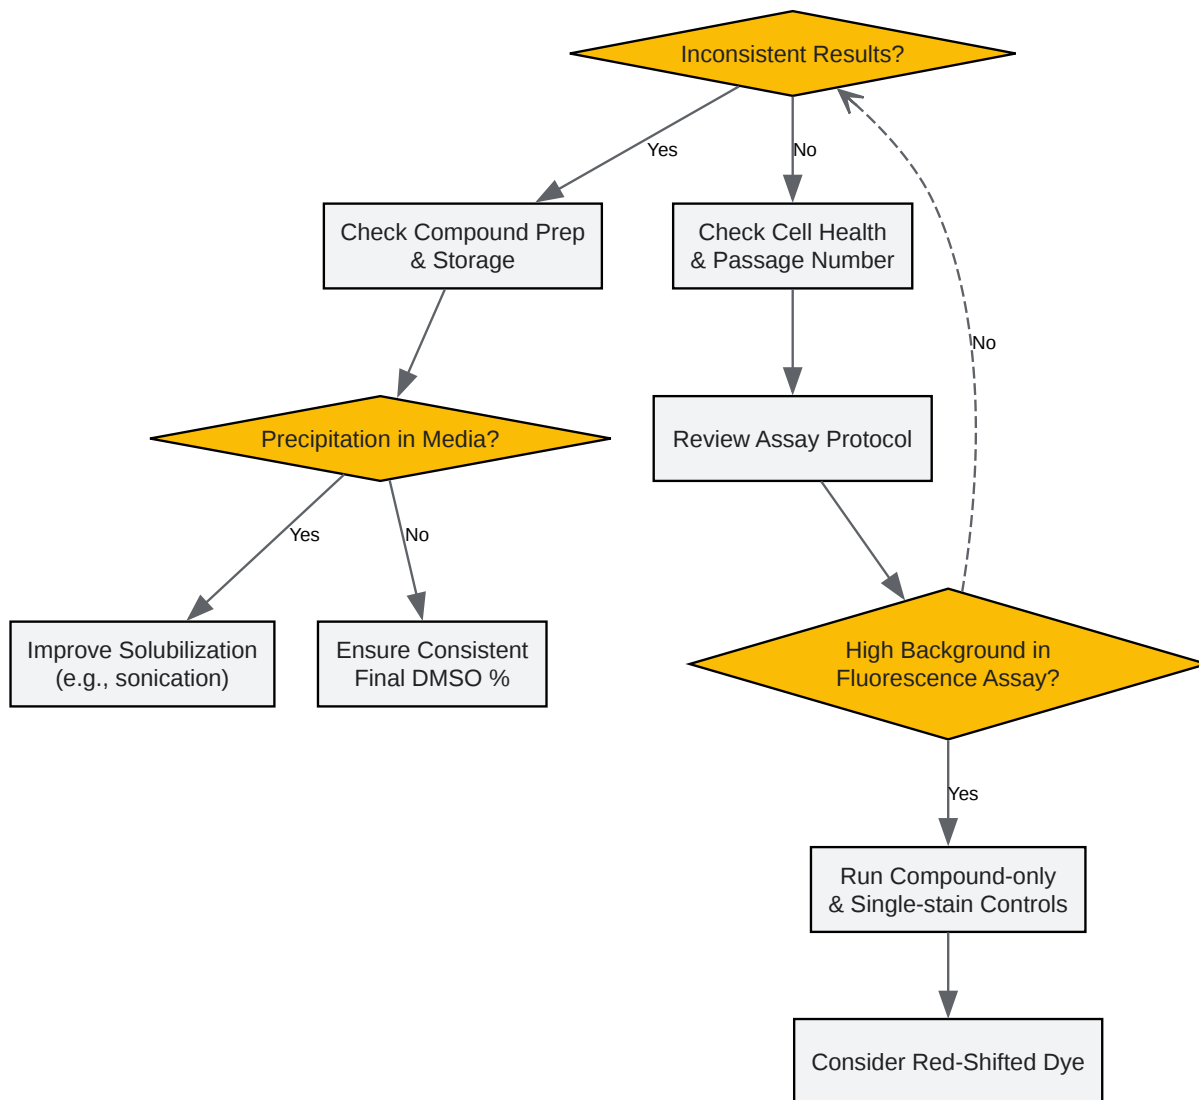 Inconsistent Results?
Yes
No
Check Compound Prep
& Storage
Check Cell Health
& Passage Number
No
Precipitation in Media?
Review Assay Protocol
Yes
No
Improve Solubilization
(e.g., sonication)
Ensure Consistent
Final DMSO %
High Background in
Fluorescence Assay?
Yes
Run Compound-only
& Single-stain Controls
Consider Red-Shifted Dye